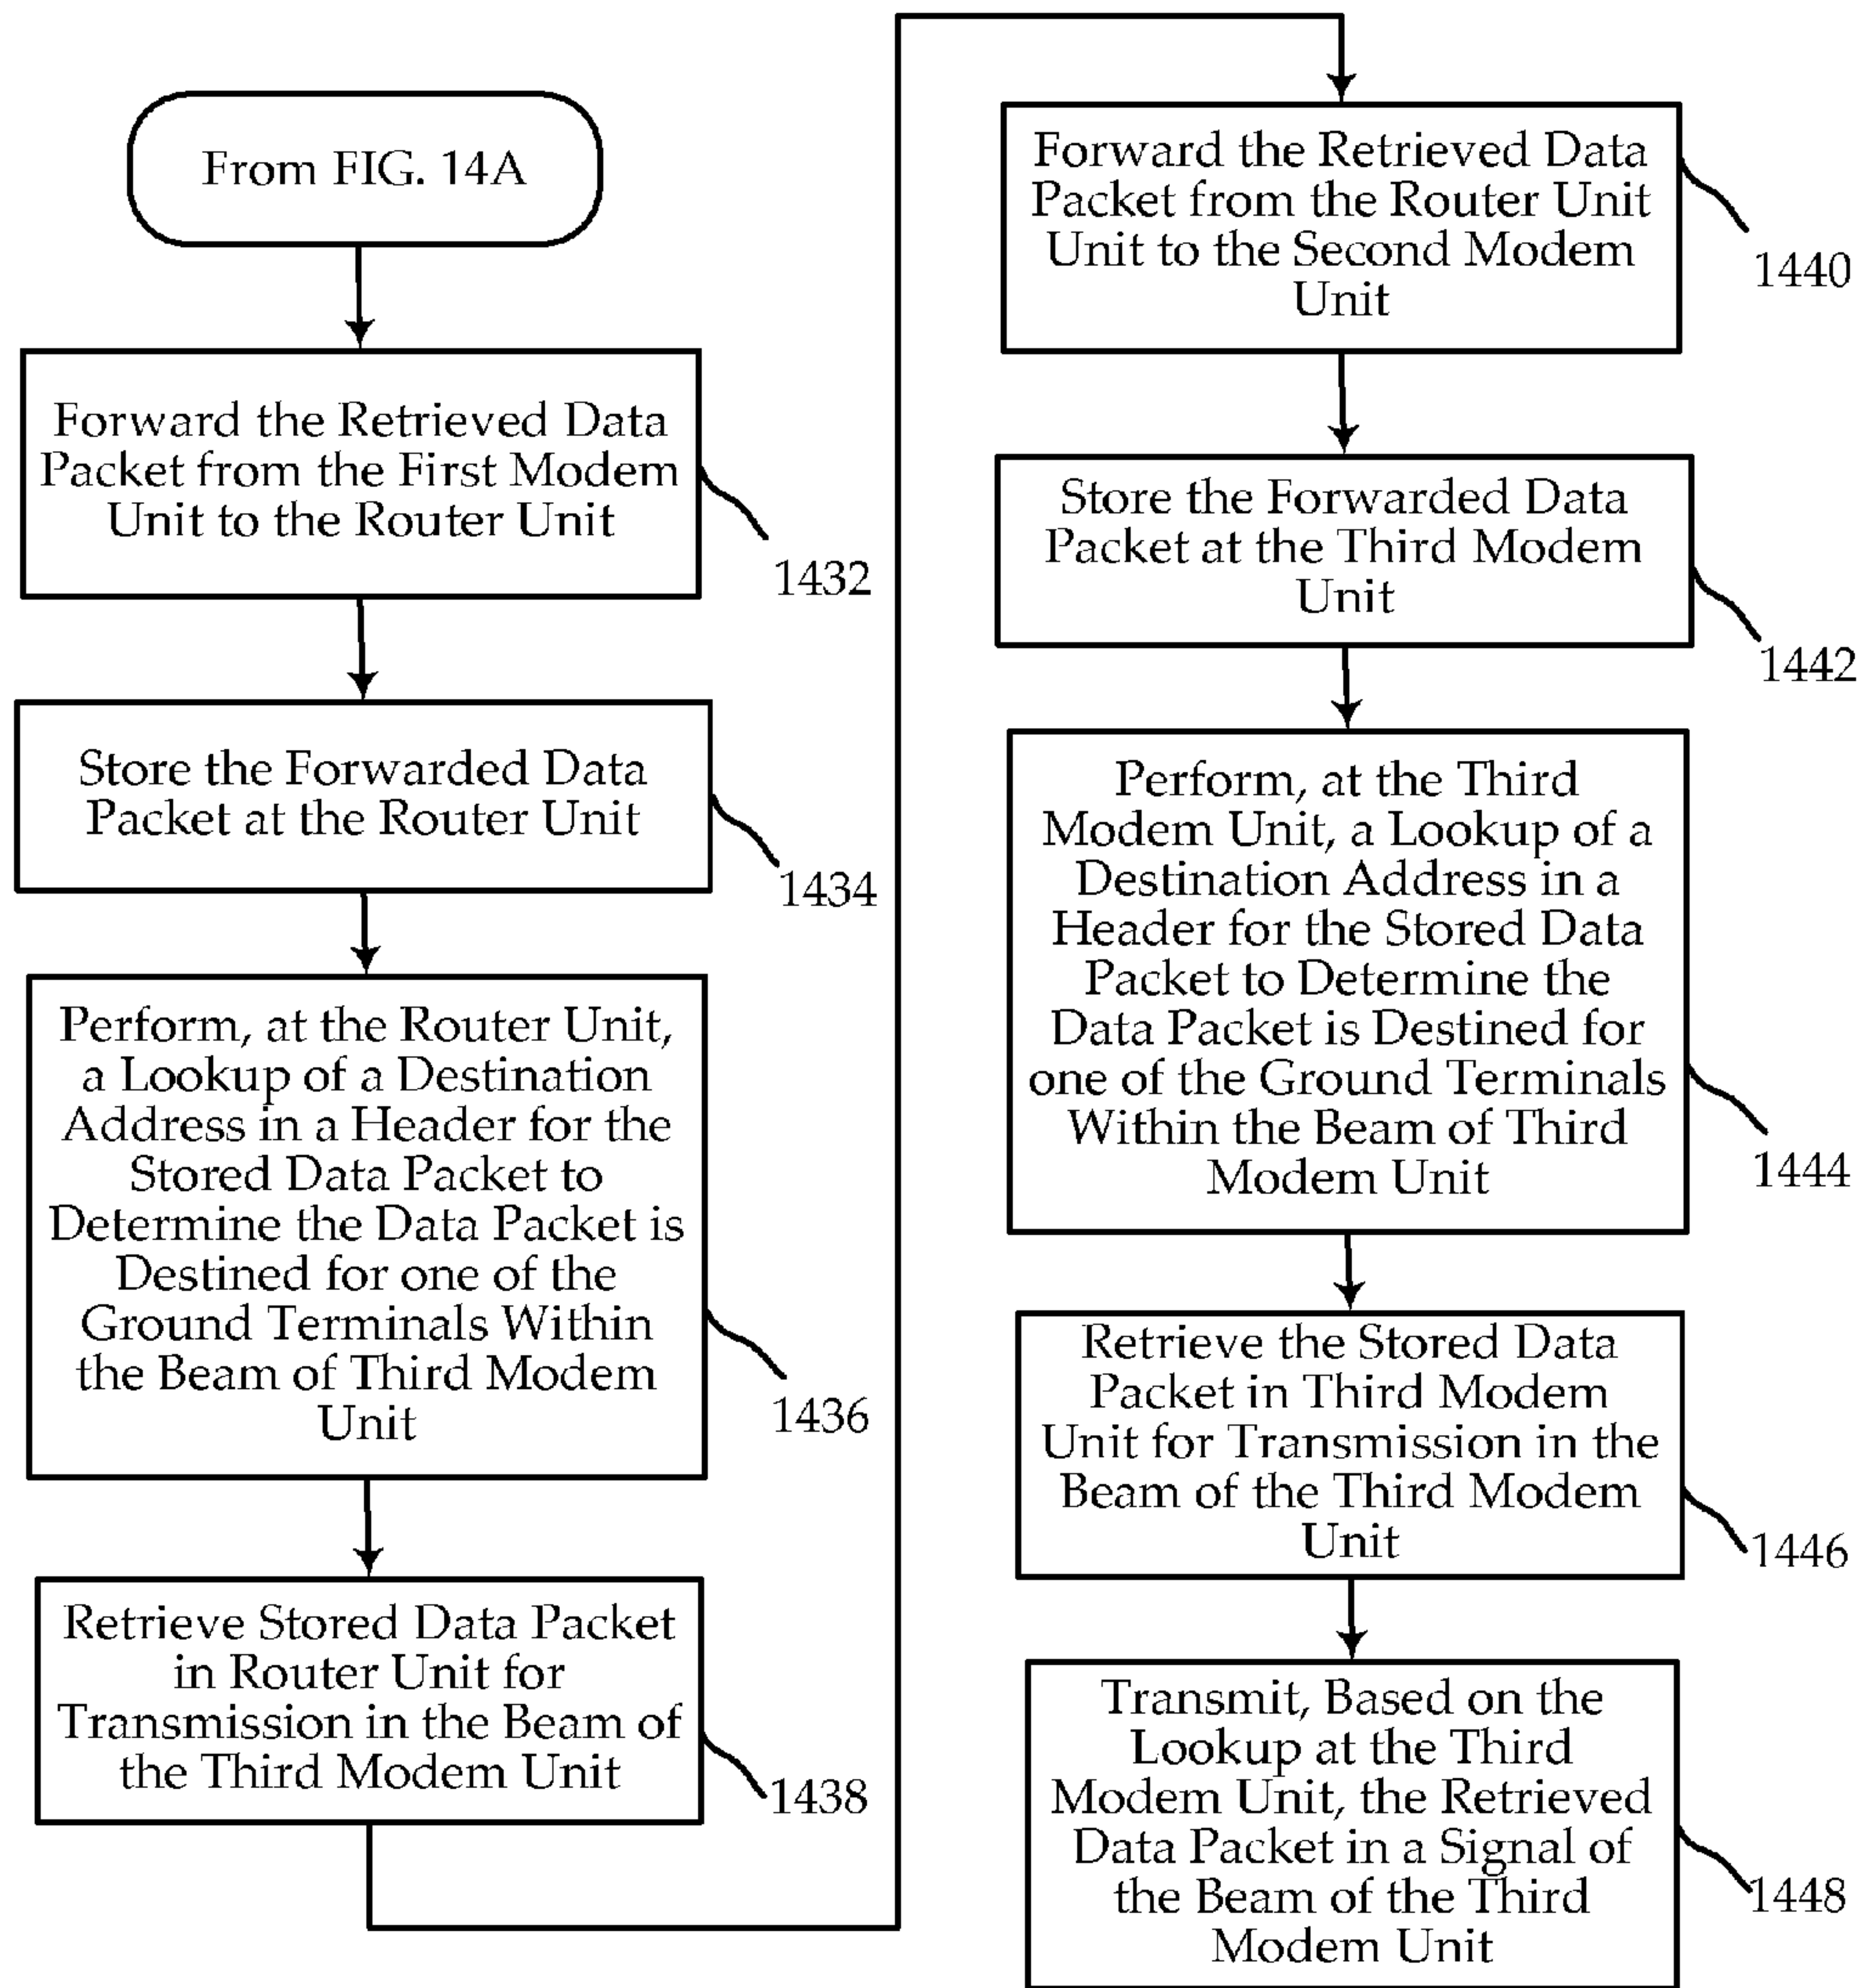 From FIG. 14A
Forward the Retrieved Data
Packet from the First Modem
Unit to the Router Unit
1432
Store the Forwarded Data
Packet at the Router Unit
1434
Perform, at the Router Unit,
a Lookup of a Destination
Address in a Header for the
Stored Data Packet to
Determine the Data Packet is
Destined for one of the
Ground Terminals Within
the Beam of Third Modem
Unit
1436
Retrieve Stored Data Packet
in Router Unit for
Transmission in the Beam of
the Third Modem Unit
1438
Forward the Retrieved Data
Packet from the Router Unit
Unit to the Second Modem
Unit
1440
Store the Forwarded Data
Packet at the Third Modem
Unit
1442
Perform, at the Third
Modem Unit, a Lookup of a
Destination Address in a
Header for the Stored Data
Packet to Determine the
Data Packet is Destined for
one of the Ground Terminals
Within the Beam of Third
Modem Unit
1444
Retrieve the Stored Data
Packet in Third Modem
Unit for Transmission in the
Beam of the Third Modem
Unit
1446
Transmit, Based on the
Lookup at the Third
Modem Unit, the Retrieved
Data Packet in a Signal of
the Beam of the Third
Modem Unit
1448